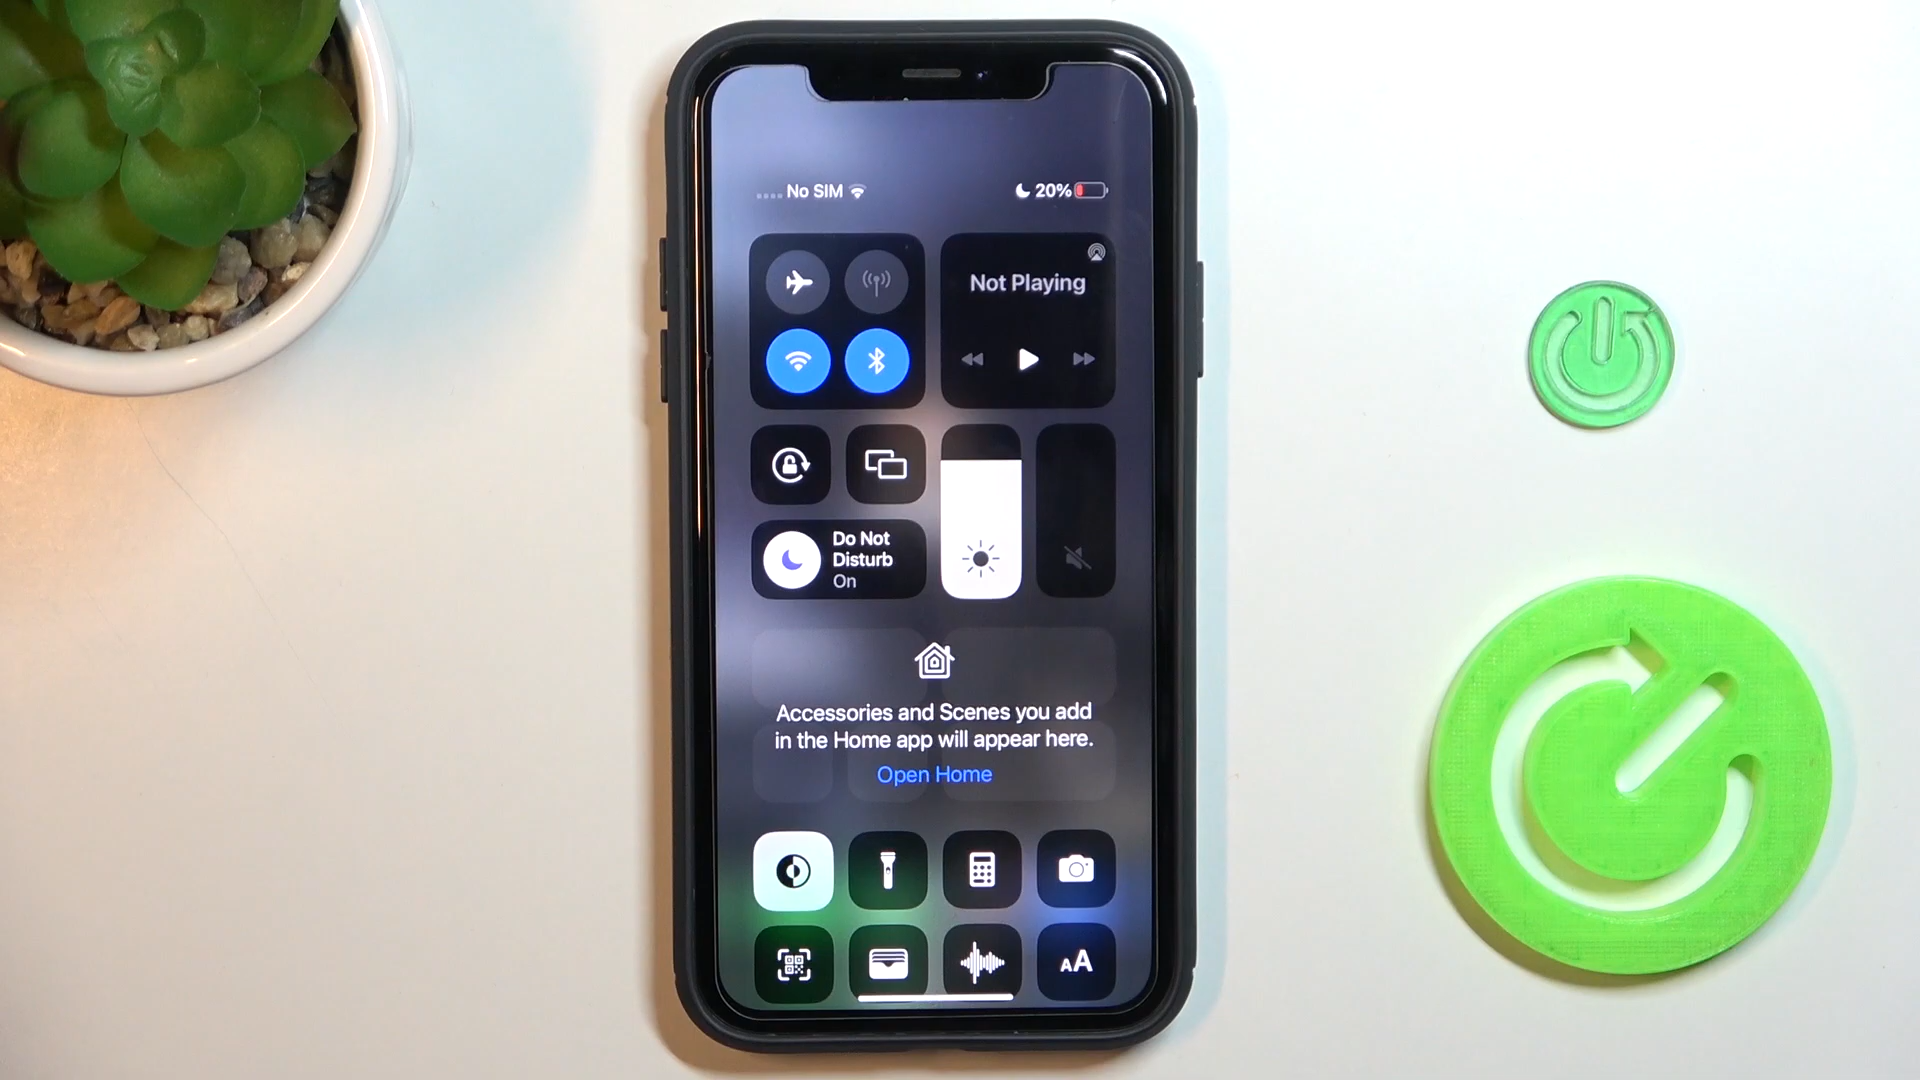 No SIM
20%
Not Playing
Do Not
Disturb
On
Accessories and Scenes you add
in the Home app will appear here.
Open Home
AA